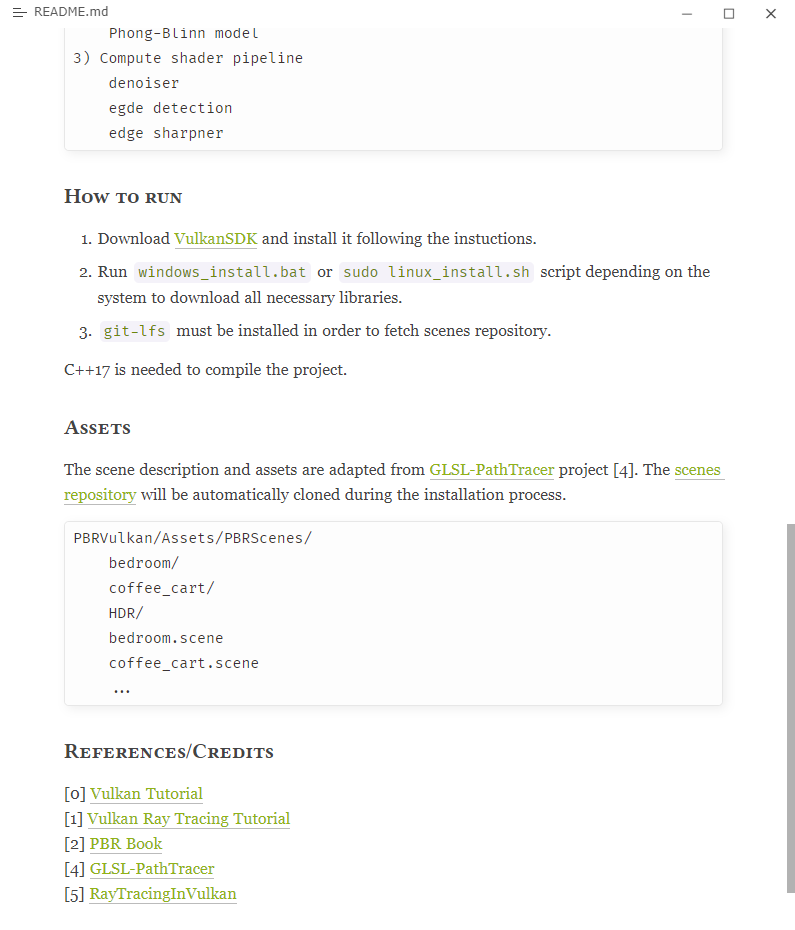 README.md
Phong-Blinn model
3) Compute shader pipeline
denoiser
egde detection
edge sharpner
How to run
1. Download VulkanSDK and install it following the instuctions.
2. Run windows_install.bat or sudo linux_install.sh script depending on the
system to download all necessary libraries.
3. git-lfs must be installed in order to fetch scenes repository.
C++17 is needed to compile the project.
Assets
The scene description and assets are adapted from GLSL-PathTracer project [4]. The scenes
repository will be automatically cloned during the installation process.
PBRVulkan/Assets/PBRScenes/
bedroom/
coffee_cart/
HDR/
bedroom.scene
coffee_cart.scene
...
References/Credits
[0] Vulkan Tutorial
[1] Vulkan Ray Tracing Tutorial
[2] PBR Book
[4] GLSL-PathTracer
[5] RayTracingInVulkan